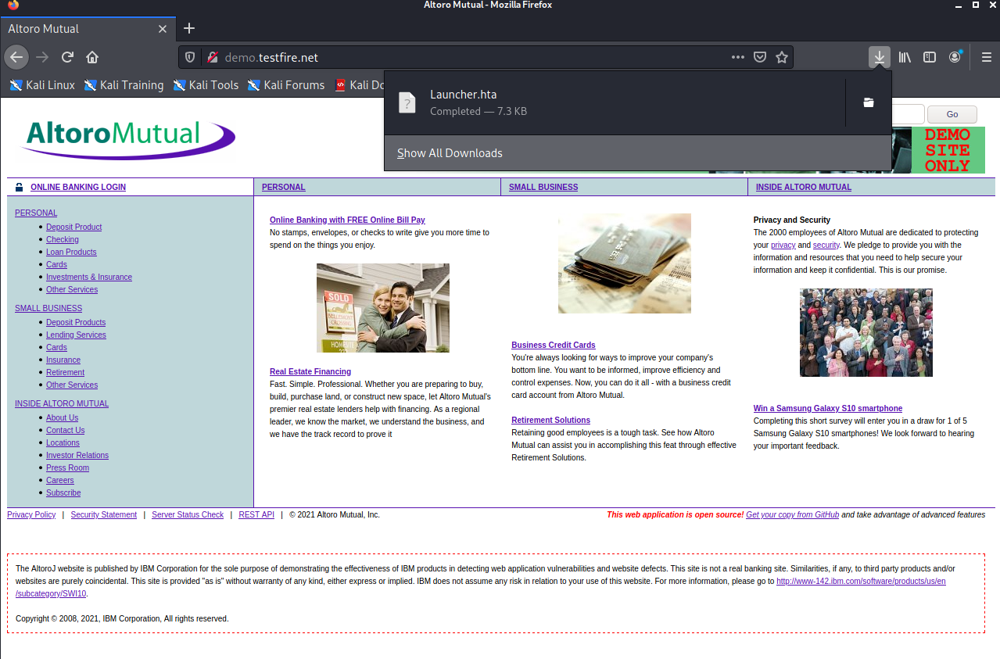 Altoro Mutual - Mozilla Firefox
Altoro Mutual
demo.testfire.net
Kali Linux Kali Training Kali Tools Kali Forums
Launcher.hta
Completed — 7.3 KB
Show All Downloads
Go
AltoroMutual
DEMO
SITE
ONLY
ONLINE BANKING LOGIN
PERSONAL
SMALL BUSINESS
INSIDE ALTORO MUTUAL
PERSONAL
Deposit Product
Checking
Loan Products
Cards
Investments & Insurance
Other Services
SMALL BUSINESS
Deposit Products
Lending Services
Cards
Insurance
Retirement
Other Services
INSIDE ALTORO MUTUAL
About Us
Contact Us
Locations
Investor Relations
Press Room
Careers
Subscribe
Online Banking with FREE Online Bill Pay
No stamps, envelopes, or checks to write give you more time to
spend on the things you enjoy.
SOLD
Real Estate Financing
Fast. Simple. Professional. Whether you are preparing to buy,
build, purchase land, or construct new space, let Altoro Mutual's
premier real estate lenders help with financing. As a regional
leader, we know the market, we understand the business, and
we have the track record to prove it
Business Credit Cards
You're always looking for ways to improve your company's
bottom line. You want to be informed, improve efficiency and
control expenses. Now, you can do it all - with a business credit
card account from Altoro Mutual.
Retirement Solutions
Retaining good employees is a tough task. See how Altoro
Mutual can assist you in accomplishing this feat through effective
Retirement Solutions.
Privacy and Security
The 2000 employees of Altoro Mutual are dedicated to protecting
your privacy and security. We pledge to provide you with the
information and resources that you need to help secure your
information and keep it confidential. This is our promise.
Win a Samsung Galaxy S10 smartphone
Completing this short survey will enter you in a draw for 1 of 5
Samsung Galaxy S10 smartphones! We look forward to hearing
your important feedback.
Privacy Policy | Security Statement | Server Status Check | REST API | © 2021 Altoro Mutual, Inc.
This web application is open source! Get your copy from GitHub and take advantage of advanced features
The AltoroJ website is published by IBM Corporation for the sole purpose of demonstrating the effectiveness of IBM products in detecting web application vulnerabilities and website defects. This site is not a real banking site. Similarities, if any, to third party products and/or
websites are purely coincidental. This site is provided "as is" without warranty of any kind, either express or implied. IBM does not assume any risk in relation to your use of this website. For more information, please go to http://www-142.ibm.com/software/products/us/en
/subcategory/SWI10.
Copyright © 2008, 2021, IBM Corporation, All rights reserved.